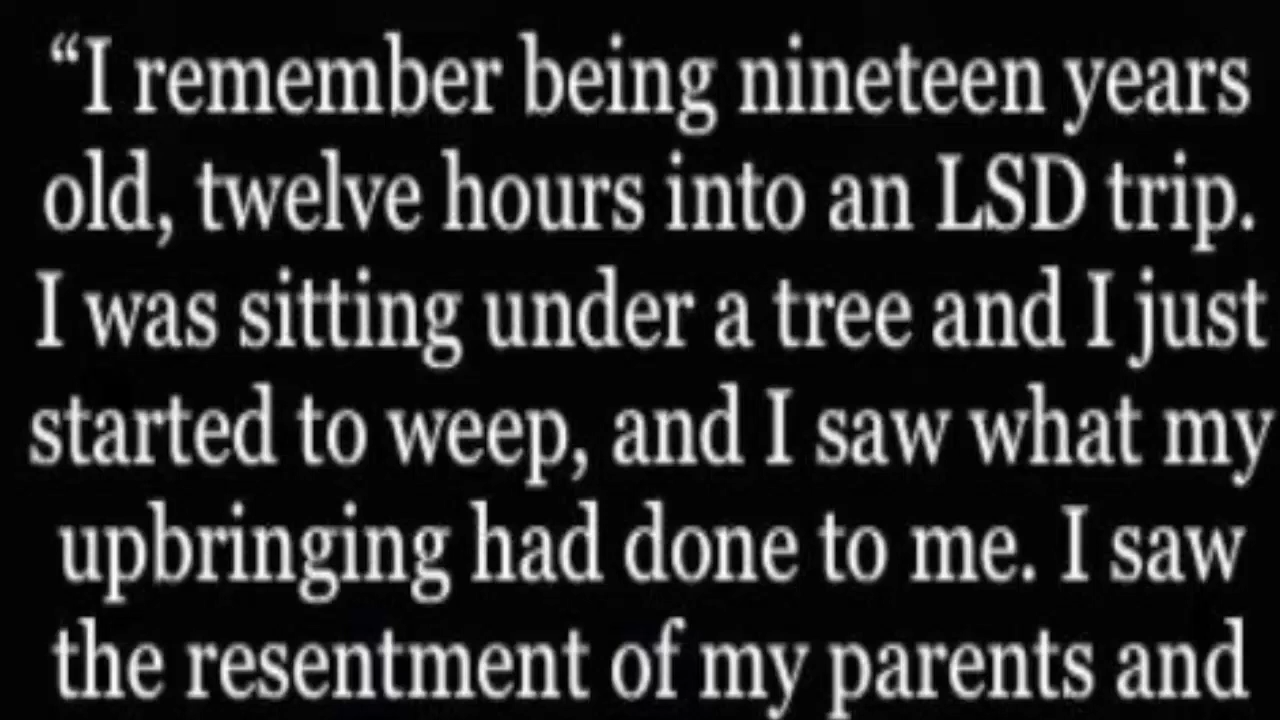 “I remember being nineteen years
old, twelve hours into an LSD trip.
I was sitting under a tree and I just
started to weep, and I saw what my
upbringing had done to me. I saw
the resentment of my parents and